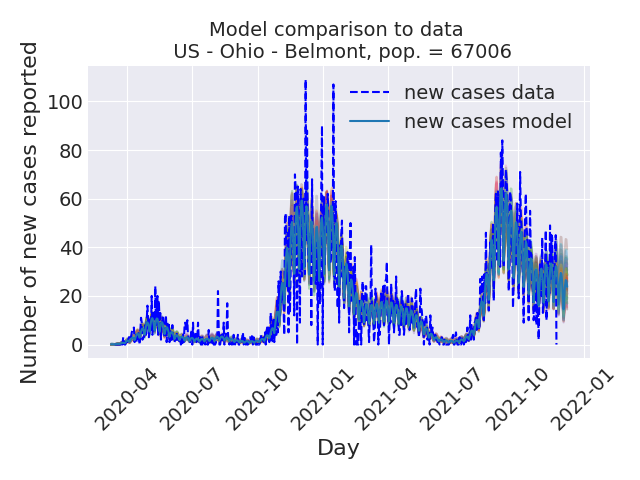 Model comparison to data
US - Ohio - Belmont, pop. = 67006
Number of new cases reported
100
80
60
40
20
0
new cases data
new cases model
2020-04
2020-07
2020-10
2021-01
2021-04
2021-07
2021-10
2022-01
Day